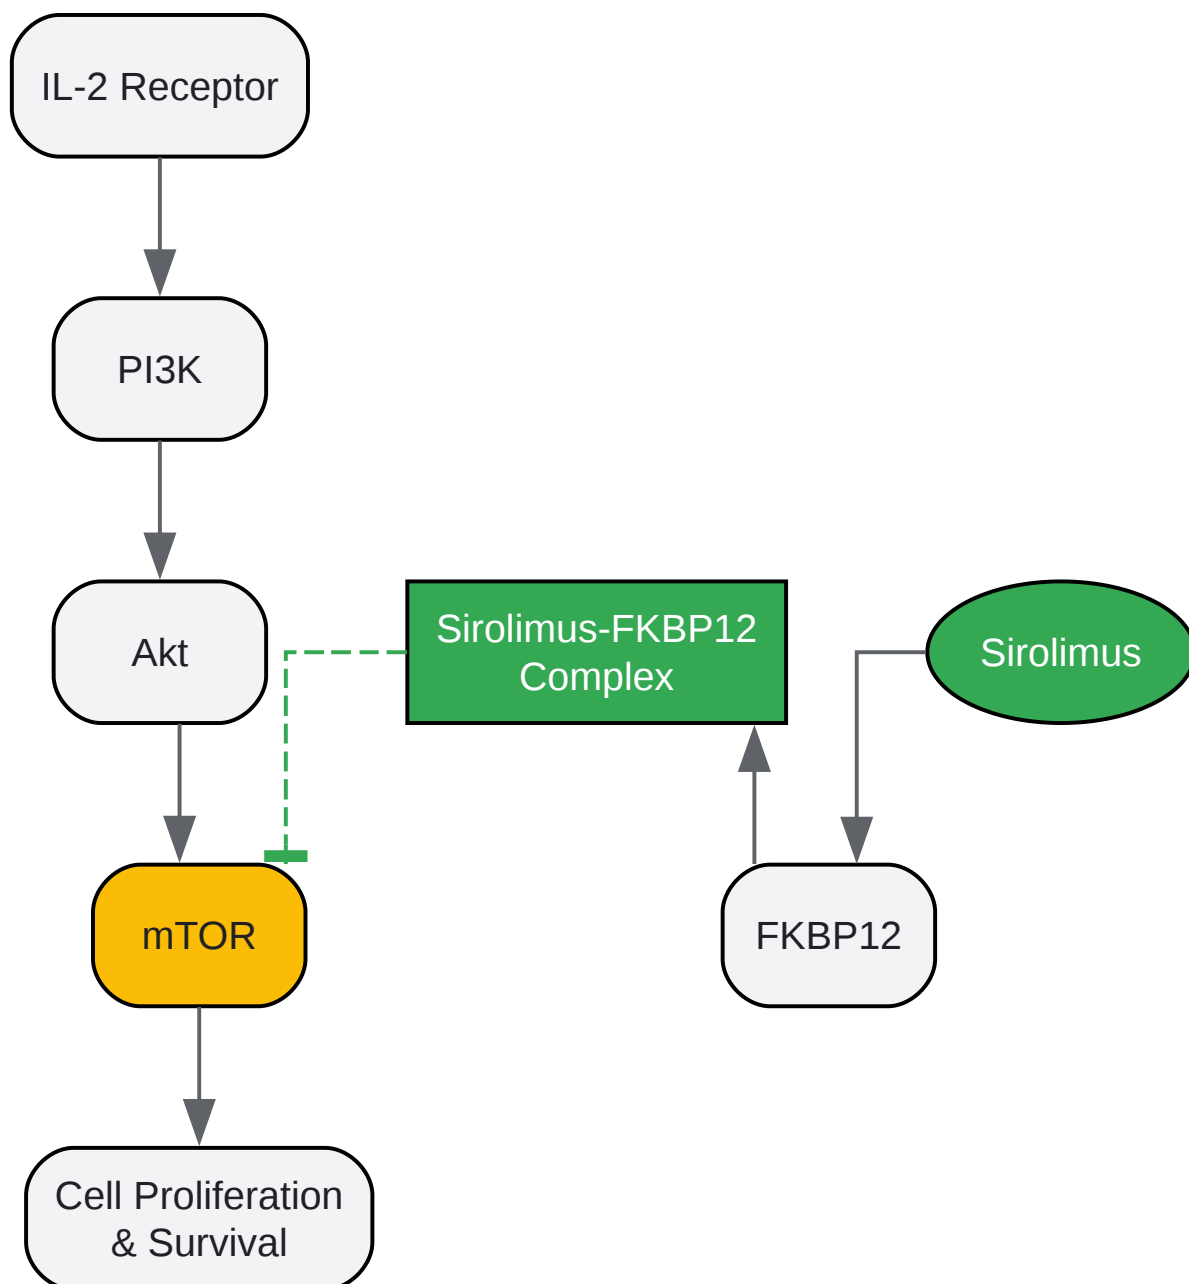 IL-2 Receptor
PI3K
Akt
Sirolimus-FKBP12
Complex
Sirolimus
mTOR
FKBP12
Cell Proliferation
& Survival